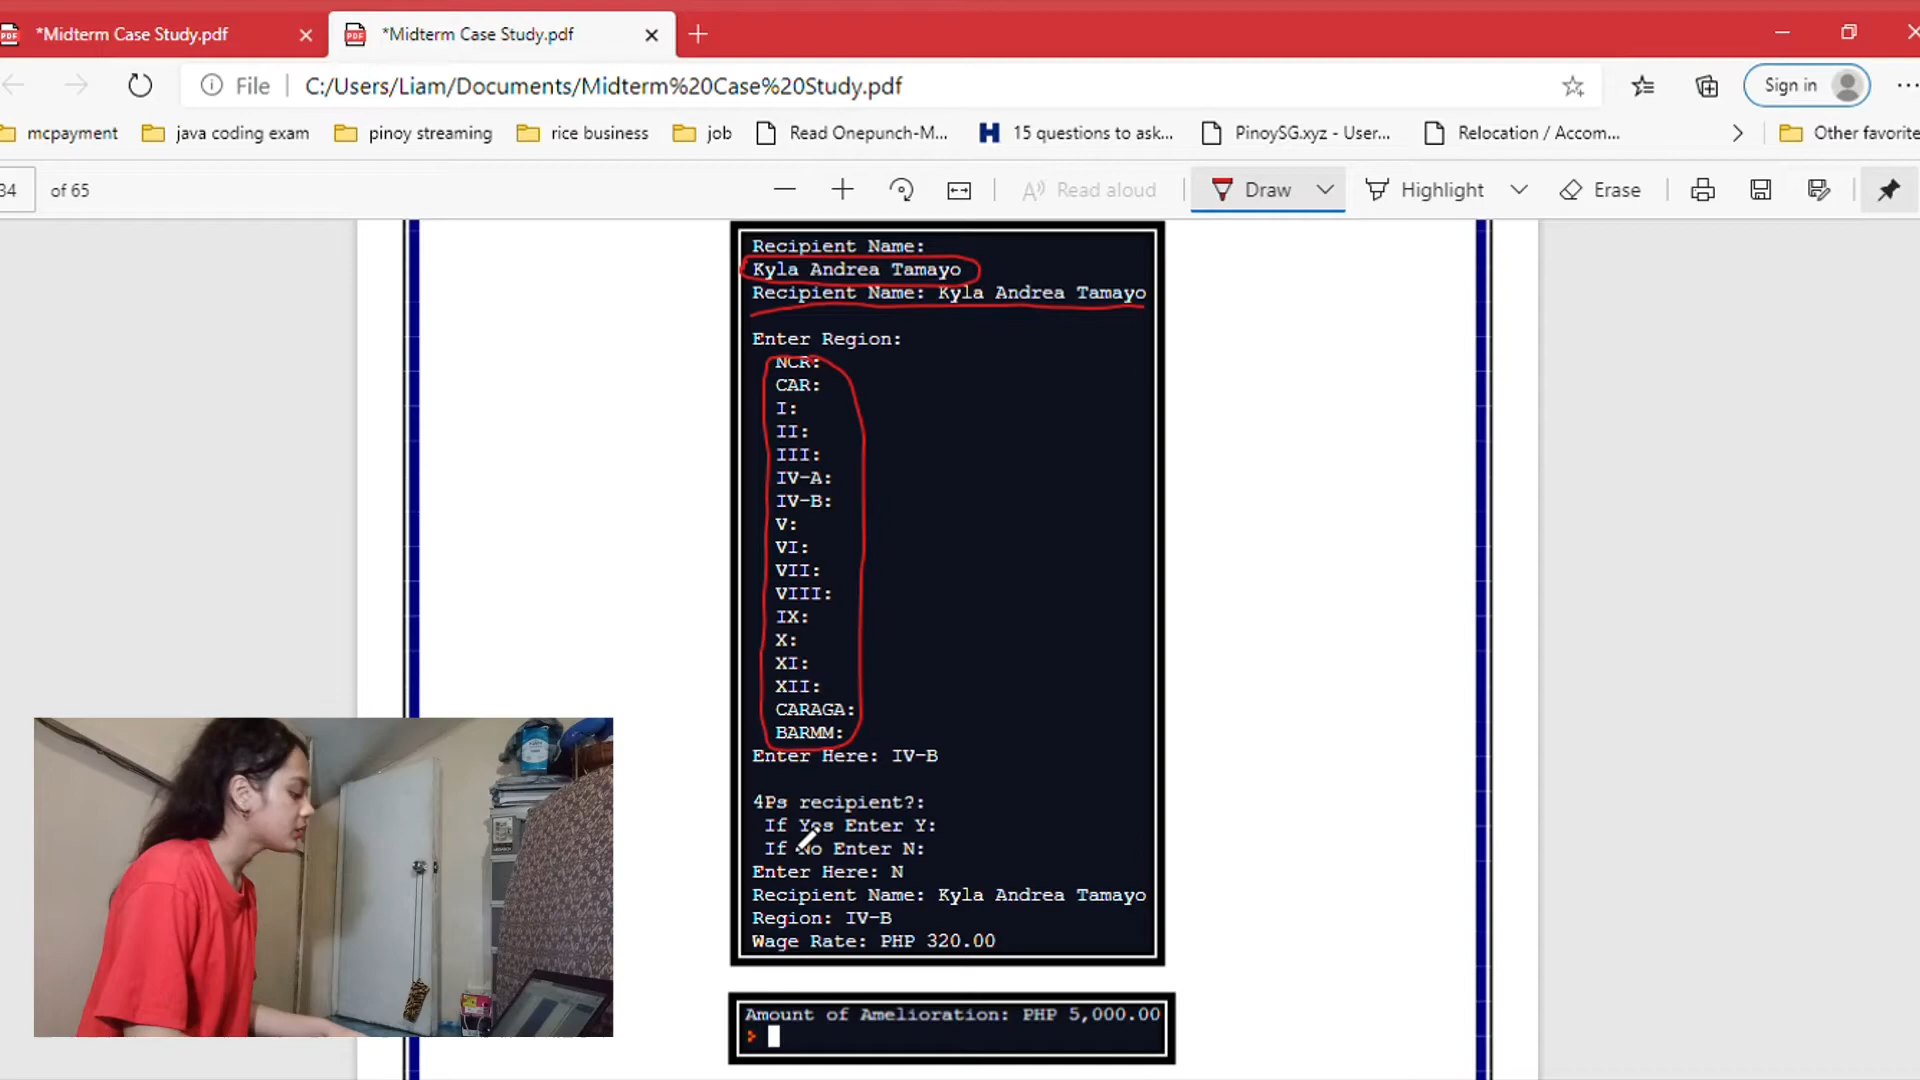 *Midterm Case Study.pdf
*Midterm Case Study.pdf
File
C:/Users/Liam/Documents/Midterm%20Case%20Study.pdf
Sign in
mcpayment
java coding exam
pinoy streaming
rice business
job
Read Onepunch-M...
15 questions to ask...
PinoySG.xyz - User...
Relocation / Accom...
Other favorite
34
of 65
Read aloud
Draw
Highlight
Erase
Recipient Name:
Kyla Andrea Tamayo
Recipient Name: Kyla Andrea Tamayo
Enter Region:
NCR:
CAR:
I:
II:
III:
IV-A:
IV-B:
V:
VI:
VII:
VIII:
IX:
X:
XI:
XII:
CARAGA:
BARMM:
Enter Here: IV-B
4Ps recipient?:
If Yes Enter Y:
If No Enter N:
Enter Here: N
Recipient Name: Kyla Andrea Tamayo
Region: IV-B
Wage Rate: PHP 320.00
Amount of Amelioration: PHP 5,000.00
>